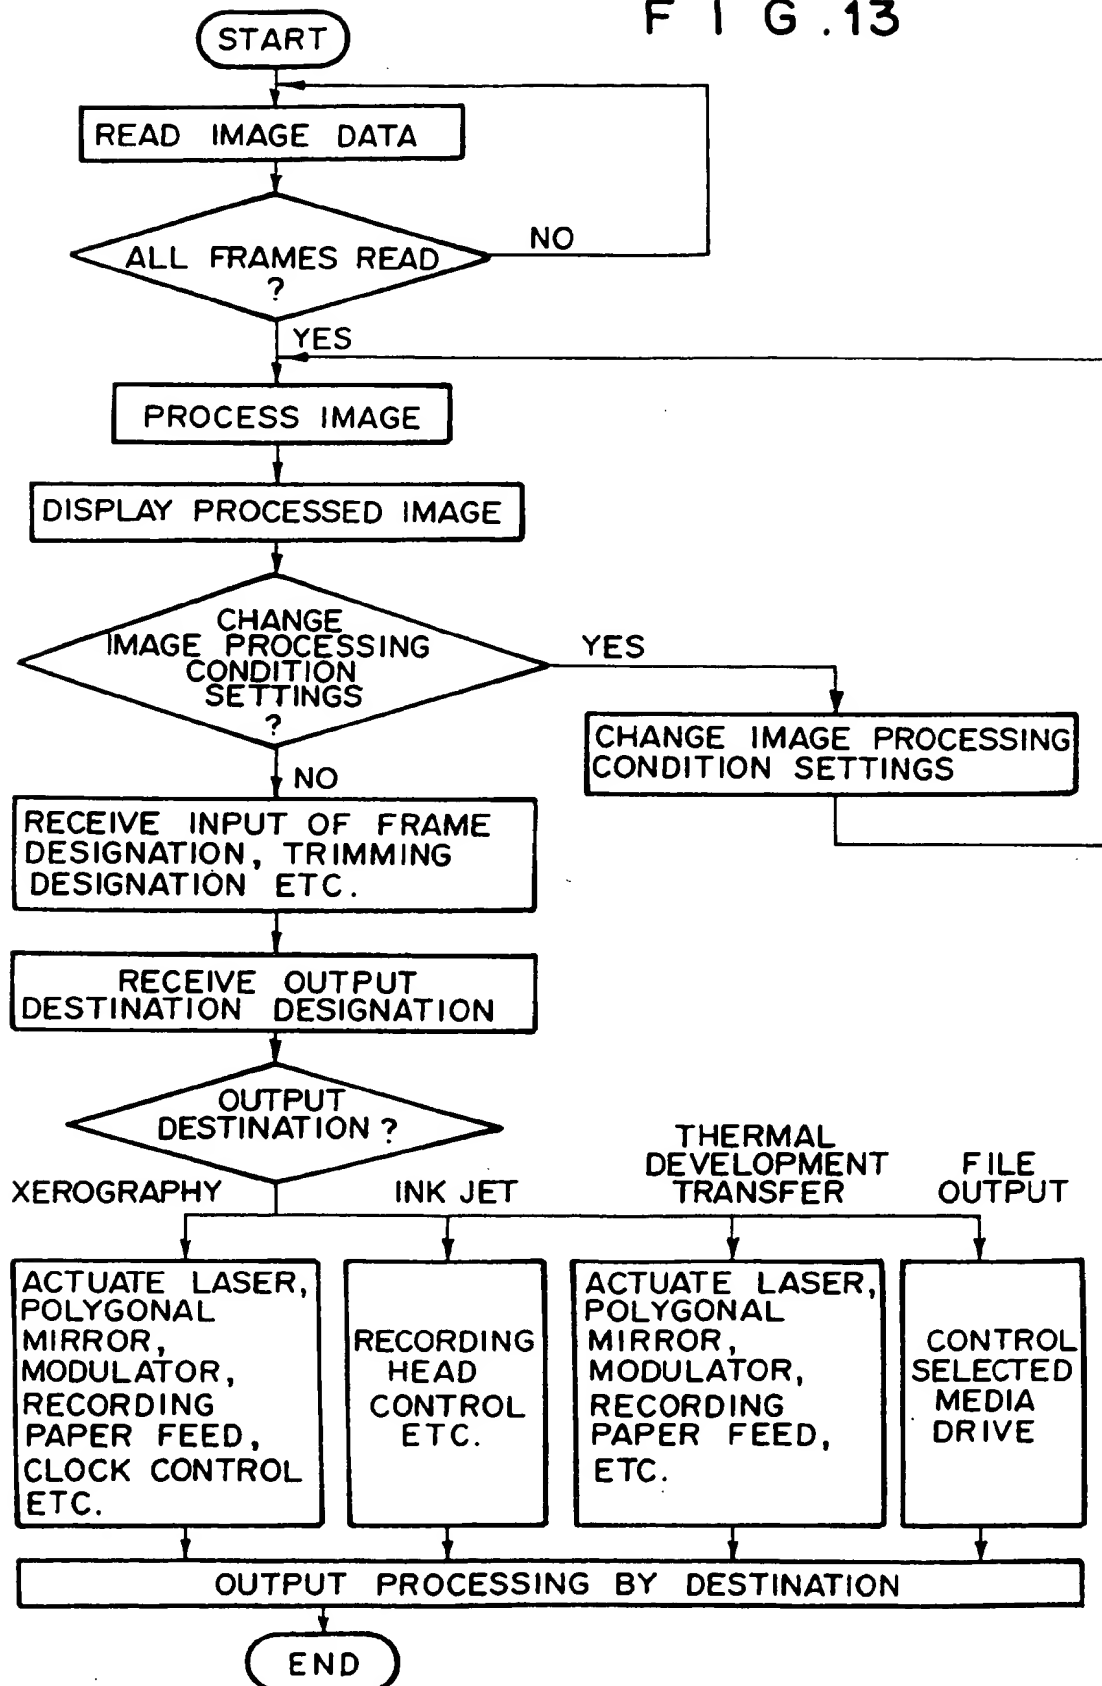 F I G . 13
START
READ IMAGE DATA
ALL FRAMES READ
?
NO
YES
PROCESS IMAGE
DISPLAY PROCESSED IMAGE
CHANGE
IMAGE PROCESSING
CONDITION
SETTINGS
?
YES
CHANGE IMAGE PROCESSING
CONDITION SETTINGS
NO
RECEIVE INPUT OF FRAME
DESIGNATION, TRIMMING
DESIGNATION ETC.
RECEIVE OUTPUT
DESTINATION DESIGNATION
OUTPUT
DESTINATION ?
XEROGRAPHY
INK JET
THERMAL
DEVELOPMENT
TRANSFER
FILE
OUTPUT
ACTUATE LASER,
POLYGONAL
MIRROR,
MODULATOR,
RECORDING
PAPER FEED,
CLOCK CONTROL
ETC.
RECORDING
HEAD
CONTROL
ETC.
ACTUATE LASER,
POLYGONAL
MIRROR,
MODULATOR,
RECORDING
PAPER FEED,
ETC.
CONTROL
SELECTED
MEDIA
DRIVE
OUTPUT PROCESSING BY DESTINATION
END